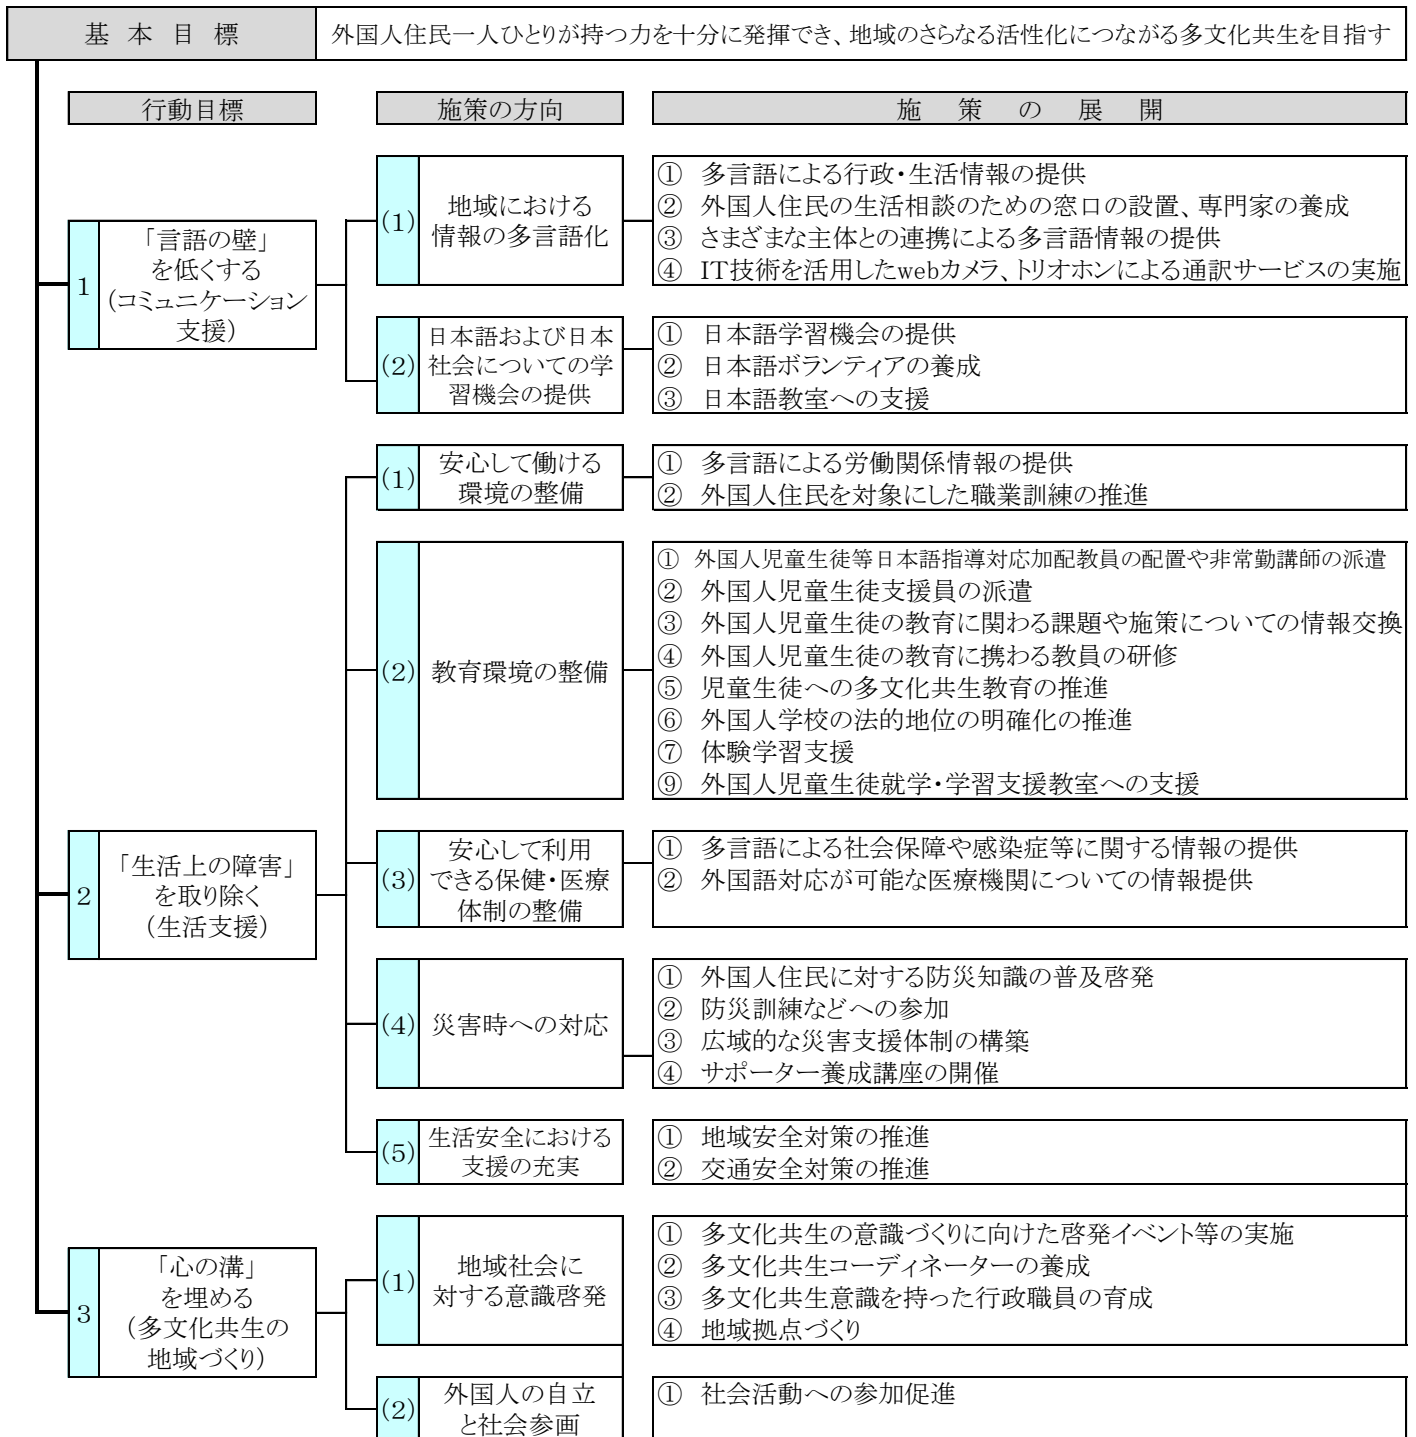 基本目標
外国人住民一人ひとりが持つ力を十分に発揮でき、地域のさらなる活性化につながる多文化共生を目指す
行動目標
施策の方向
施策の展開
1
「言語の壁」
を低くする
(コミュニケーション
支援)
(1)
地域における
情報の多言語化
① 多言語による行政・生活情報の提供
② 外国人住民の生活相談のための窓口の設置、専門家の養成
③ さまざまな主体との連携による多言語情報の提供
④ IT技術を活用したwebカメラ、トリオホンによる通訳サービスの実施
(2)
日本語および日本
社会についての学
習機会の提供
① 日本語学習機会の提供
② 日本語ボランティアの養成
③ 日本語教室への支援
2
「生活上の障害」
を取り除く
(生活支援)
(1)
安心して働ける
環境の整備
① 多言語による労働関係情報の提供
② 外国人住民を対象にした職業訓練の推進
(2)
教育環境の整備
① 外国人児童生徒等日本語指導対応加配教員の配置や非常勤講師の派遣
② 外国人児童生徒支援員の派遣
③ 外国人児童生徒の教育に関わる課題や施策についての情報交換
④ 外国人児童生徒の教育に携わる教員の研修
⑤ 児童生徒への多文化共生教育の推進
⑥ 外国人学校の法的地位の明確化の推進
⑦ 体験学習支援
⑨ 外国人児童生徒就学・学習支援教室への支援
(3)
安心して利用
できる保健・医療
体制の整備
① 多言語による社会保障や感染症等に関する情報の提供
② 外国語対応が可能な医療機関についての情報提供
(4)
災害時への対応
① 外国人住民に対する防災知識の普及啓発
② 防災訓練などへの参加
③ 広域的な災害支援体制の構築
④ サポーター養成講座の開催
(5)
生活安全における
支援の充実
① 地域安全対策の推進
② 交通安全対策の推進
3
「心の溝」
を埋める
(多文化共生の
地域づくり)
(1)
地域社会に
対する意識啓発
① 多文化共生の意識づくりに向けた啓発イベント等の実施
② 多文化共生コーディネーターの養成
③ 多文化共生意識を持った行政職員の育成
④ 地域拠点づくり
(2)
外国人の自立
と社会参画
① 社会活動への参加促進